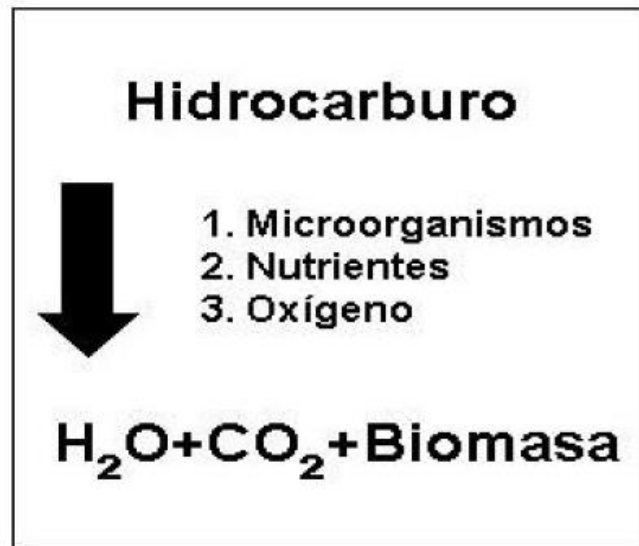 Hidrocarburo
1. Microorganismos
2. Nutrientes
3. Oxígeno
H₂O+CO₂+Biomasa